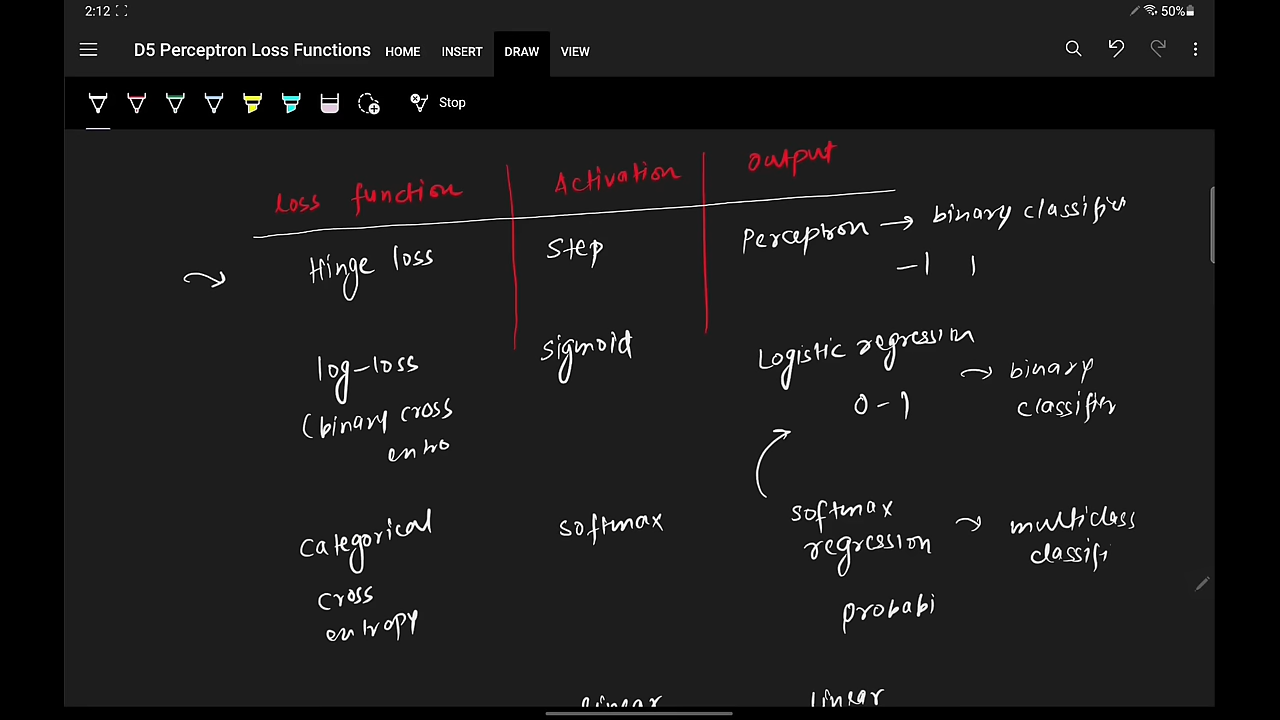 2:12
50%
D5 Perceptron Loss Functions HOME INSERT DRAW VIEW
Stop
Loss function Activation Output
Hinge loss Step Perceptron → binary classifier
-1 1
log-loss sigmoid Logistic regression → binary
(binary cross 0-1 classifier
entro
Categorical softmax softmax → multiclass
regression classifi
cross probabi
entropy
linear linear